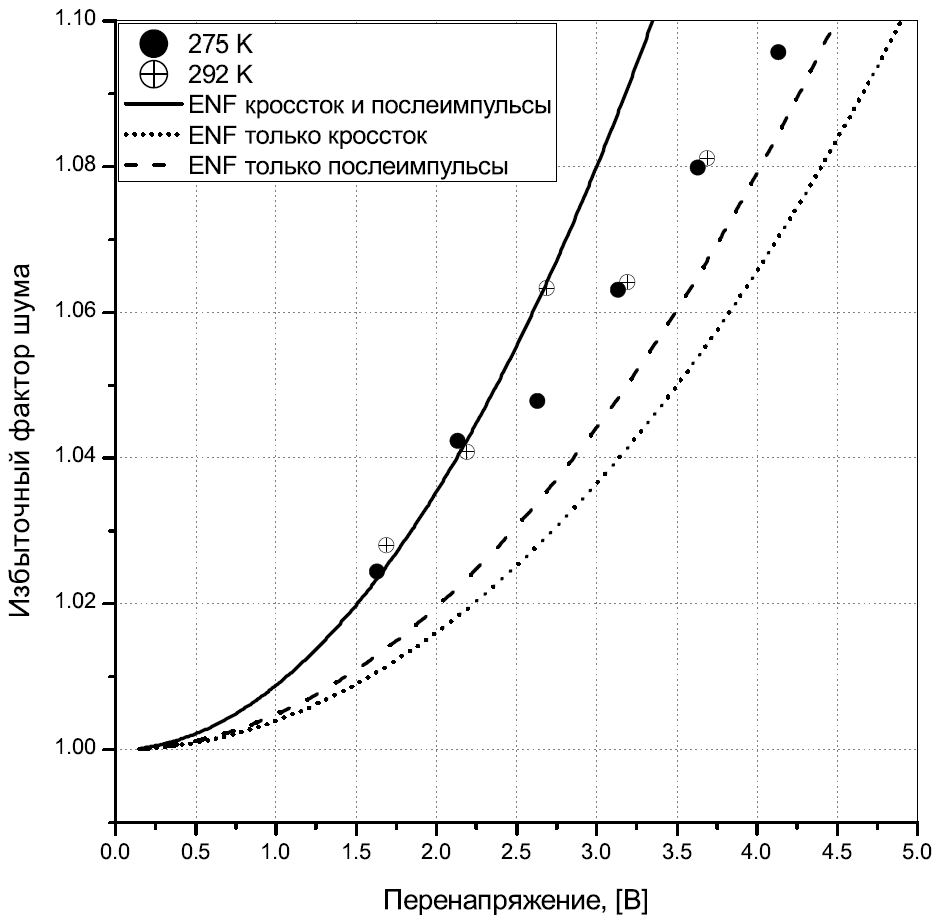 1.10
275 K
292 K
ENF кроссток и послеимпульсы
ENF только кроссток
ENF только послеимпульсы
1.08
1.06
1.04
1.02
1.00
Избыточный фактор шума
0.0 0.5 1.0 1.5 2.0 2.5 3.0 3.5 4.0 4.5 5.0
Перенапряжение, [В]